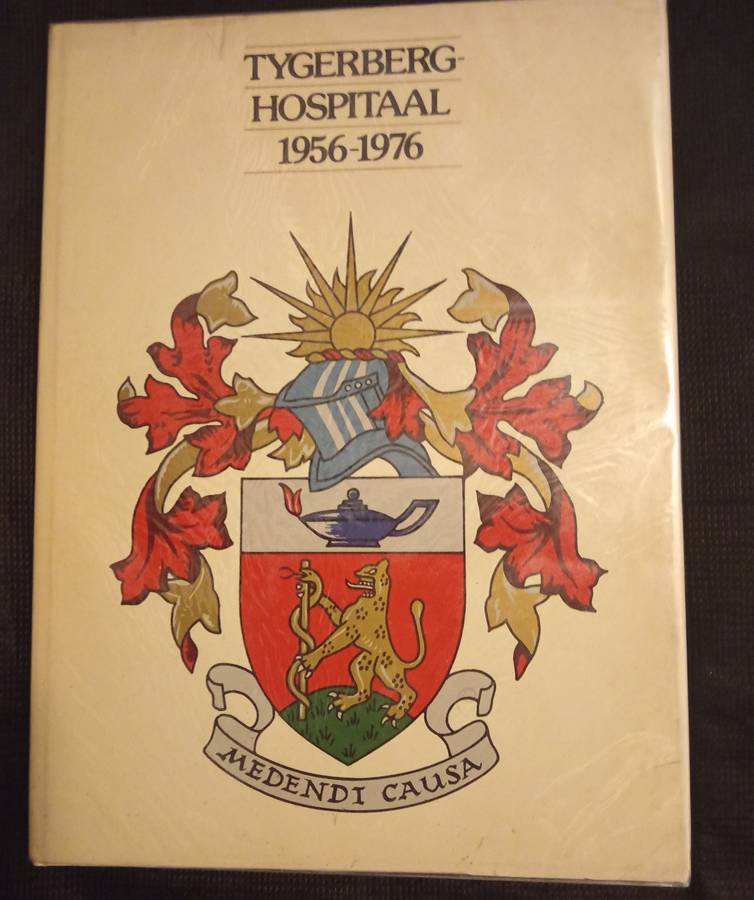 TYGERBERG-
HOSPITAAL
1956-1976
MEDENDI CAUSA